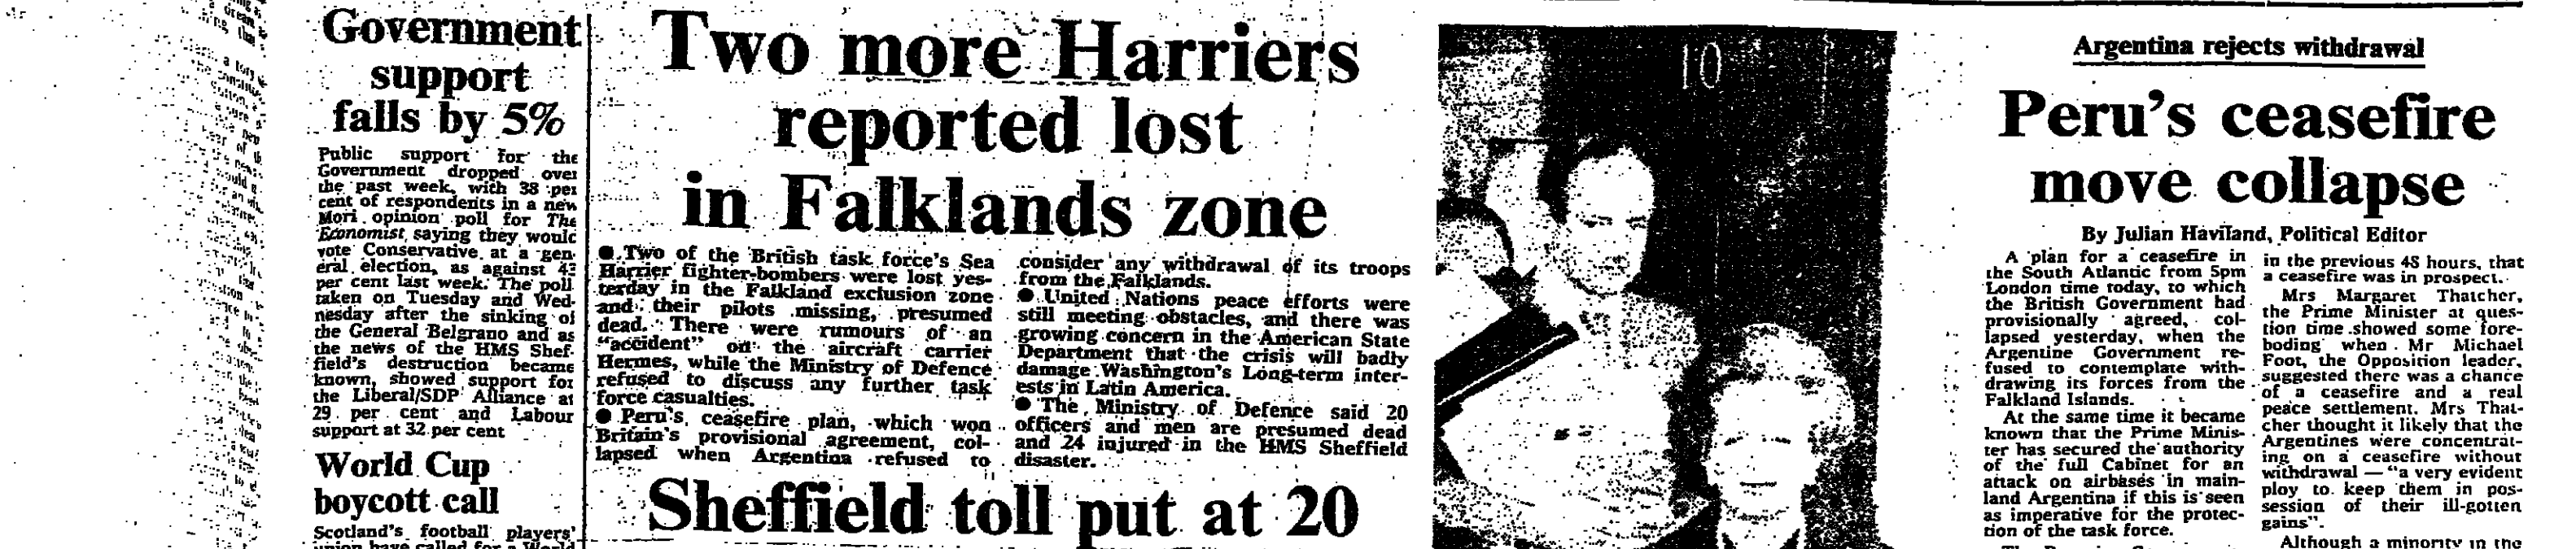 Government
support
falls by 5%
Public support for the
Government dropped over
the past week, with 38 per
cent of respondents in a new
Mori opinion poll for The
Economist saying they would
vote Conservative at a gen-
eral election, as against 43
per cent last week. The poll
taken on Tuesday and Wed-
nesday after the sinking of
the General Belgrano and as
the news of the HMS Shef-
field's destruction became
known, showed support for
the Liberal/SDP Alliance at
29 per cent and Labour
support at 32 per cent
World Cup
boycott call
Scotland's football players'
union have called for a World
Two more Harriers
reported lost
in Falklands zone
● Two of the British task force's Sea
Harrier fighter-bombers were lost yes-
terday in the Falkland exclusion zone
and their pilots missing, presumed
dead. There were rumours of an
"accident" on the aircraft carrier
Hermes, while the Ministry of Defence
refused to discuss any further task
force casualties.
● Peru's ceasefire plan, which won
Britain's provisional agreement, col-
lapsed when Argentina refused to
consider any withdrawal of its troops
from the Falklands.
● United Nations peace efforts were
still meeting obstacles, and there was
growing concern in the American State
Department that the crisis will badly
damage Washington's Long-term inter-
ests in Latin America.
● The Ministry of Defence said 20
officers and men are presumed dead
and 24 injured in the HMS Sheffield
disaster.
Sheffield toll put at 20
10
Argentina rejects withdrawal
Peru's ceasefire
move collapse
By Julian Haviland, Political Editor
A plan for a ceasefire in
the South Atlantic from 5pm
London time today, to which
the British Government had
provisionally agreed, col-
lapsed yesterday, when the
Argentine Government re-
fused to contemplate with-
drawing its forces from the
Falkland Islands.
At the same time it became
known that the Prime Minis-
ter has secured the authority
of the full Cabinet for an
attack on airbases in main-
land Argentina if this is seen
as imperative for the protec-
tion of the task force.
in the previous 48 hours, that
a ceasefire was in prospect.
Mrs Margaret Thatcher,
the Prime Minister at ques-
tion time showed some fore-
boding when Mr Michael
Foot, the Opposition leader,
suggested there was a chance
of a ceasefire and a real
peace settlement. Mrs That-
cher thought it likely that the
Argentines were concentrat-
ing on a ceasefire without
withdrawal — "a very evident
ploy to keep them in pos-
session of their ill-gotten
gains".
Although a minority in the